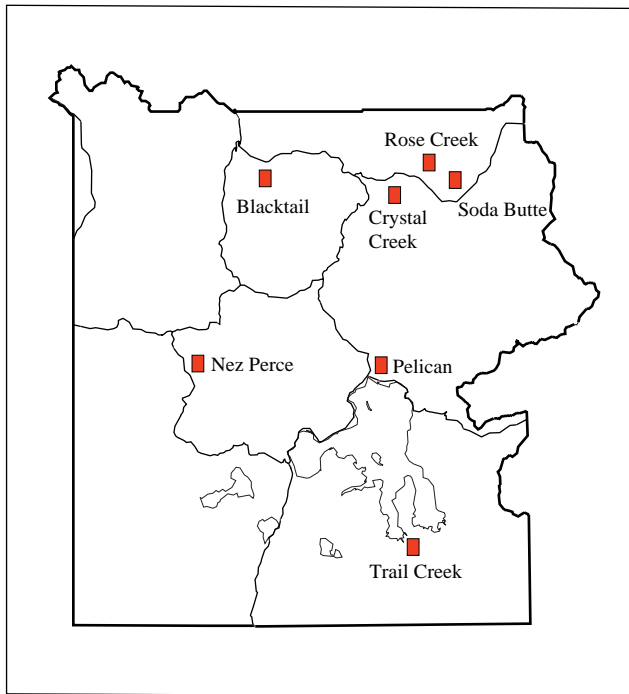 Rose Creek
Blacktail
Crystal
Creek
Soda Butte
Nez Perce
Pelican
Trail Creek